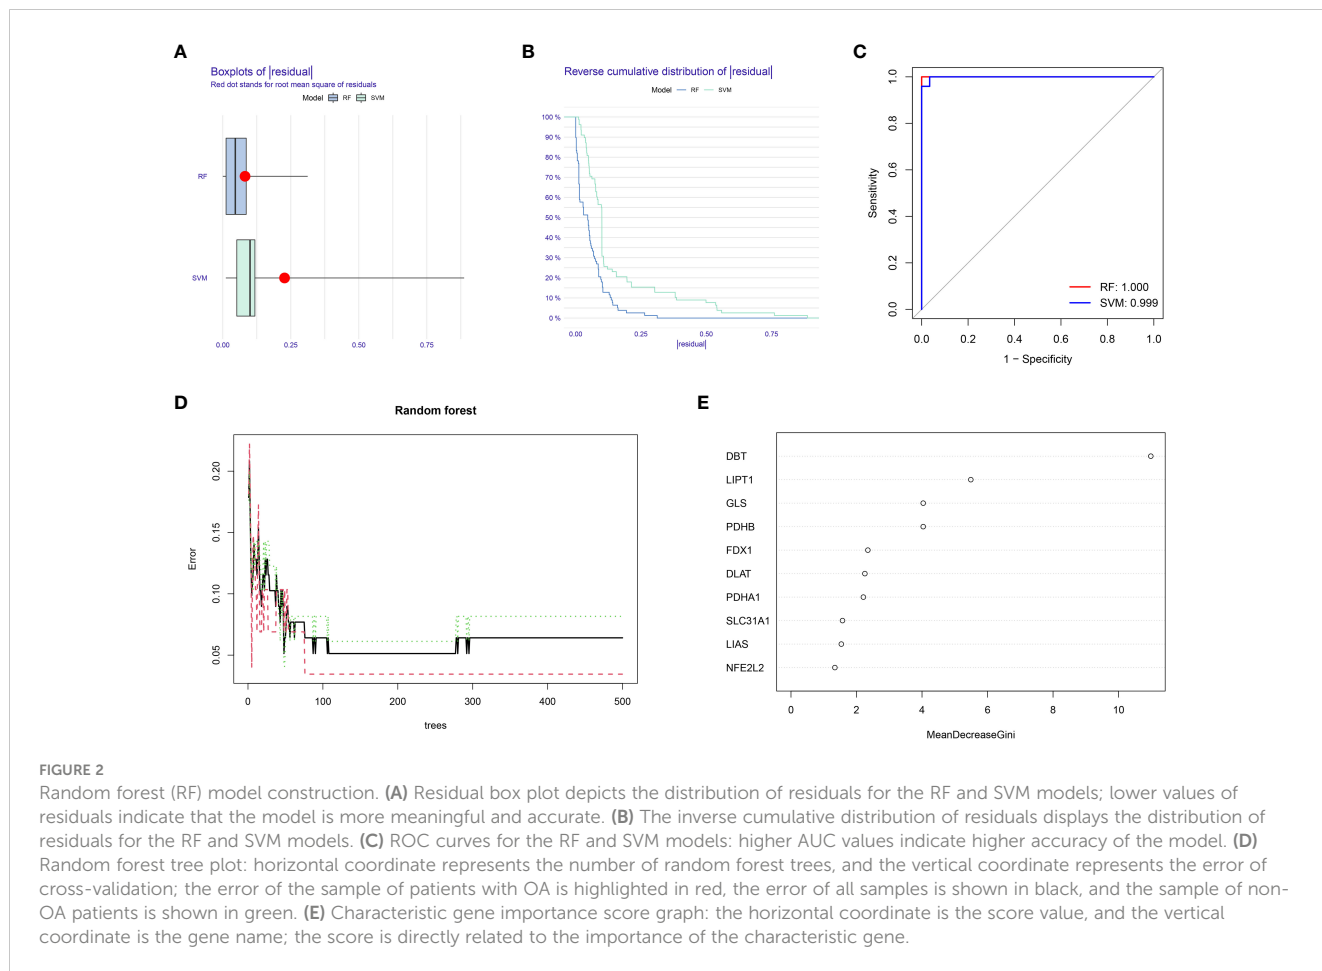 A
Boxplots of |residual|
Red dot stands for root mean square of residuals
Model RF SVM
RF
SVM
0.00 0.25 0.50 0.75
B
Reverse cumulative distribution of |residual|
Model RF SVM
100 %
90 %
80 %
70 %
60 %
50 %
40 %
30 %
20 %
10 %
0 %
0.00 0.25 0.50 0.75
|residual|
C
Sensitivity
1.0
0.8
0.6
0.4
0.2
0.0
RF: 1.000
SVM: 0.999
0.0 0.2 0.4 0.6 0.8 1.0
1 − Specificity
D
Random forest
Error
0.20
0.15
0.10
0.05
0 100 200 300 400 500
trees
E
DBT
LIPT1
GLS
PDHB
FDX1
DLAT
PDHA1
SLC31A1
LIAS
NFE2L2
0 2 4 6 8 10
MeanDecreaseGini
FIGURE 2
Random forest (RF) model construction. (A) Residual box plot depicts the distribution of residuals for the RF and SVM models; lower values of
residuals indicate that the model is more meaningful and accurate. (B) The inverse cumulative distribution of residuals displays the distribution of
residuals for the RF and SVM models. (C) ROC curves for the RF and SVM models: higher AUC values indicate higher accuracy of the model. (D)
Random forest tree plot: horizontal coordinate represents the number of random forest trees, and the vertical coordinate represents the error of
cross-validation; the error of the sample of patients with OA is highlighted in red, the error of all samples is shown in black, and the sample of non-
OA patients is shown in green. (E) Characteristic gene importance score graph: the horizontal coordinate is the score value, and the vertical
coordinate is the gene name; the score is directly related to the importance of the characteristic gene.